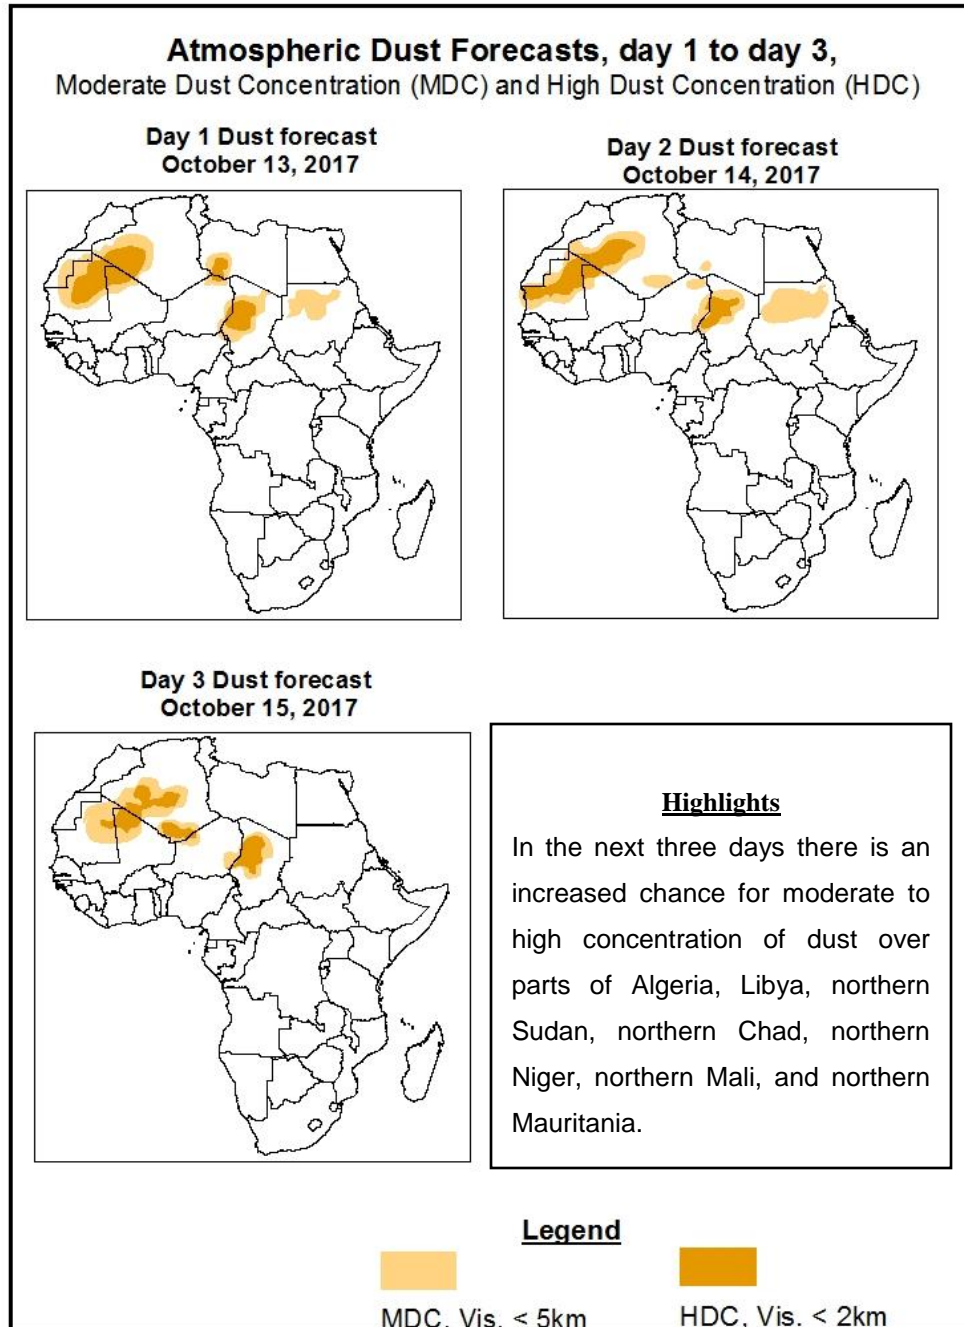 Atmospheric Dust Forecasts, day 1 to day 3,
Moderate Dust Concentration (MDC) and High Dust Concentration (HDC)
Day 1 Dust forecast
October 13, 2017
Day 2 Dust forecast
October 14, 2017
Day 3 Dust forecast
October 15, 2017
Highlights
In the next three days there is an
increased chance for moderate to
high concentration of dust over
parts of Algeria, Libya, northern
Sudan, northern Chad, northern
Niger, northern Mali, and northern
Mauritania.
Legend
MDC, Vis. < 5km
HDC, Vis. < 2km